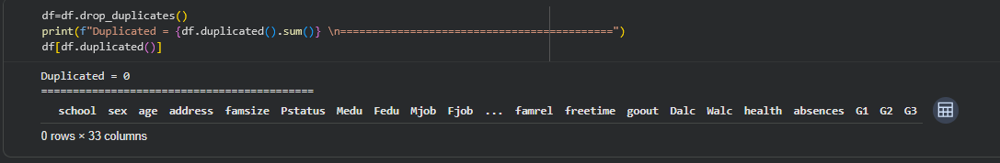 df=df.drop_duplicates()
print(f"Duplicated = {df.duplicated().sum()} \n===========================================")
df[df.duplicated()]
Duplicated = 0
===========================================
school sex age address famsize Pstatus Medu Fedu Mjob Fjob ... famrel freetime goout Dalc Walc health absences G1 G2 G3
0 rows × 33 columns